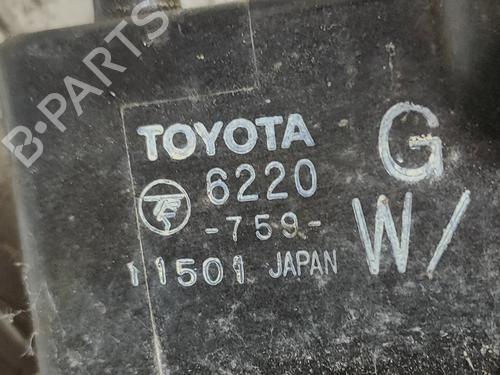 B-PARTS
TOYOTA G
6220
-759- W/
11501 JAPAN